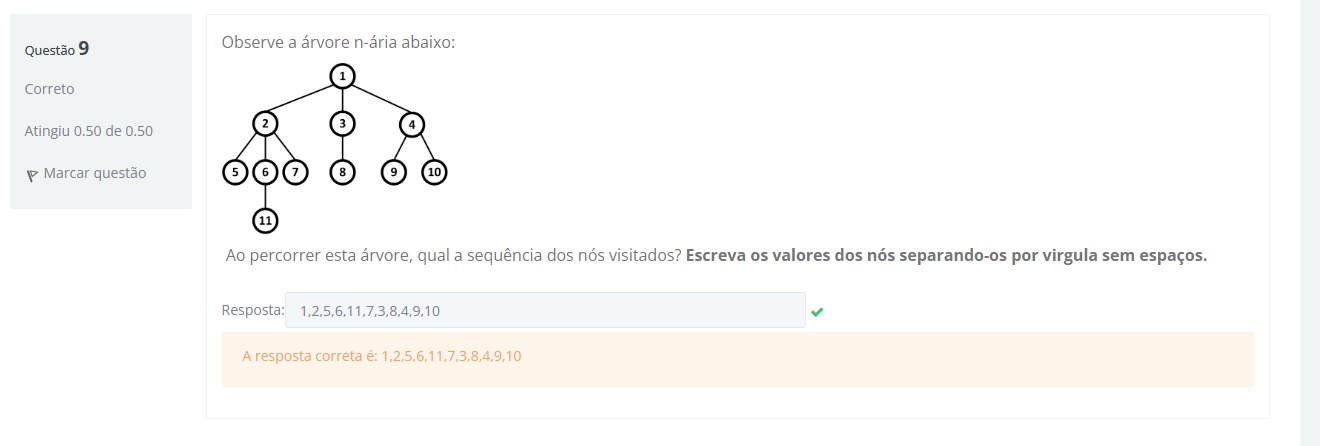 Questão 9
Correto
Atingiu 0.50 de 0.50
Marcar questão
Observe a árvore n-ária abaixo:
1
2 3 4
5 6 7 8 9 10
11
Ao percorrer esta árvore, qual a sequência dos nós visitados? Escreva os valores dos nós separando-os por virgula sem espaços.
Resposta: 1,2,5,6,11,7,3,8,4,9,10
A resposta correta é: 1,2,5,6,11,7,3,8,4,9,10